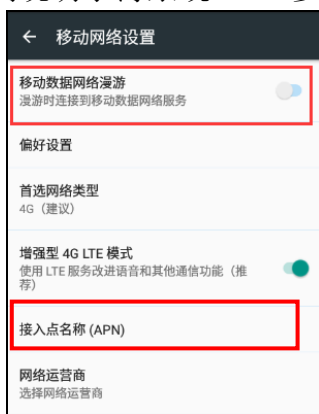 移动网络设置
移动数据网络漫游
漫游时连接到移动数据网络服务
偏好设置
首选网络类型
4G（建议）
增强型 4G LTE 模式
使用 LTE 服务改进语音和其他通信功能（推
荐）
接入点名称 (APN)
网络运营商
选择网络运营商